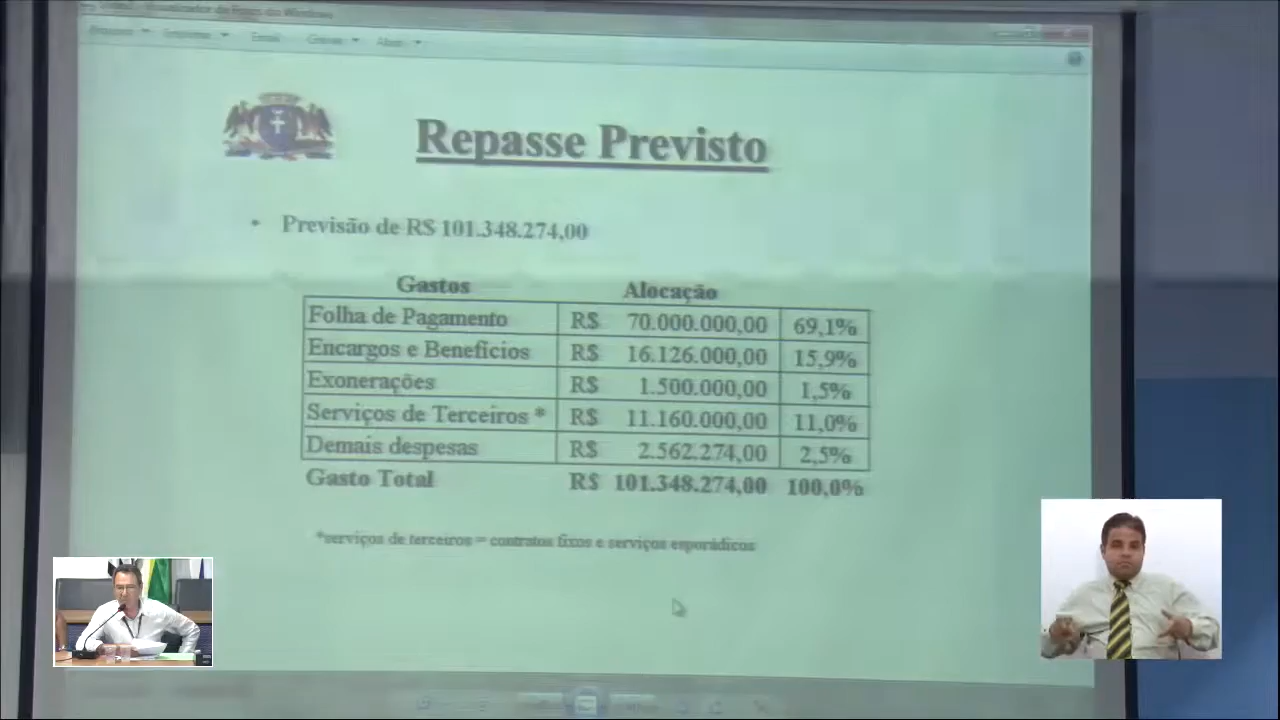 Repasse Previsto
• Previsão de R$ 101.348.274,00
Gastos Alocação
Folha de Pagamento R$ 70.000.000,00 69,1%
Encargos e Benefícios R$ 16.126.000,00 15,9%
Exonerações R$ 1.500.000,00 1,5%
Serviços de Terceiros * R$ 11.160.000,00 11,0%
Demais despesas R$ 2.562.274,00 2,5%
Gasto Total R$ 101.348.274,00 100,0%
*serviços de terceiros = contratos fixos e serviços esporádicos